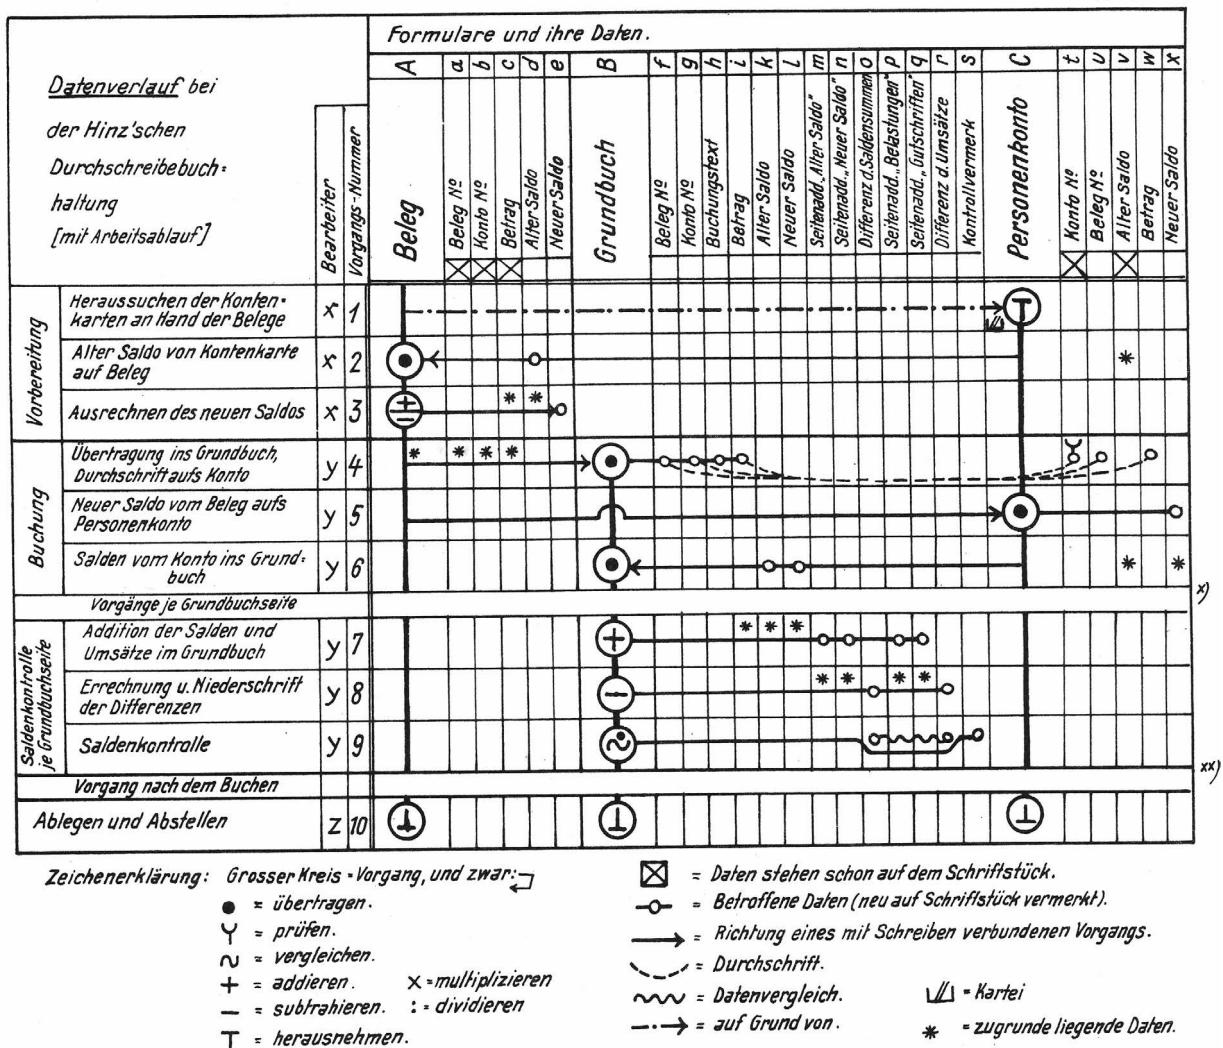 Formulare und ihre Daten.
Datenverlauf bei
der Hinz'schen
Durchschreibebuch=
haltung
[mit Arbeitsablauf]
Bearbeiter
Vorgangs-Nummer
A
a
b
c
d
e
B
f
g
h
i
k
l
m
n
o
p
q
r
s
C
t
u
v
w
x
Beleg
Beleg No
Konto No
Betrag
Alter Saldo
Neuer Saldo
Grundbuch
Beleg No
Konto No
Buchungstext
Betrag
Alter Saldo
Neuer Saldo
Seitenadd. „Alter Saldo"
Seitenadd. „Neuer Saldo"
Differenz d. Saldensummen
Seitenadd. „Belastungen"
Seitenadd. „Gutschriften"
Differenz d. Umsätze
Kontrollvermerk
Personenkonto
Konto No
Beleg No
Alter Saldo
Betrag
Neuer Saldo
Vorbereitung
Heraussuchen der Konten-
karten an Hand der Belege
x 1
Alter Saldo von Kontenkarte
auf Beleg
x 2
Ausrechnen des neuen Saldos
x 3
Buchung
Übertragung ins Grundbuch,
Durchschrift aufs Konto
y 4
Neuer Saldo vom Beleg aufs
Personenkonto
y 5
Salden vom Konto ins Grund=
buch
y 6
x)
Vorgänge je Grundbuchseite
Saldenkontrolle
je Grundbuchseite
Addition der Salden und
Umsätze im Grundbuch
y 7
Errechnung u. Niederschrift
der Differenzen
y 8
Saldenkontrolle
y 9
xx)
Vorgang nach dem Buchen
Ablegen und Abstellen
z 10
Zeichenerklärung: Grosser Kreis = Vorgang, und zwar:
= übertragen.
= prüfen.
= vergleichen.
+ = addieren. x = multiplizieren
– = subtrahieren. : = dividieren
= herausnehmen.
= Daten stehen schon auf dem Schriftstück.
= Betroffene Daten (neu auf Schriftstück vermerkt).
= Richtung eines mit Schreiben verbundenen Vorgangs.
= Durchschrift.
= Datenvergleich. = Kartei
= auf Grund von. * = zugrunde liegende Daten.